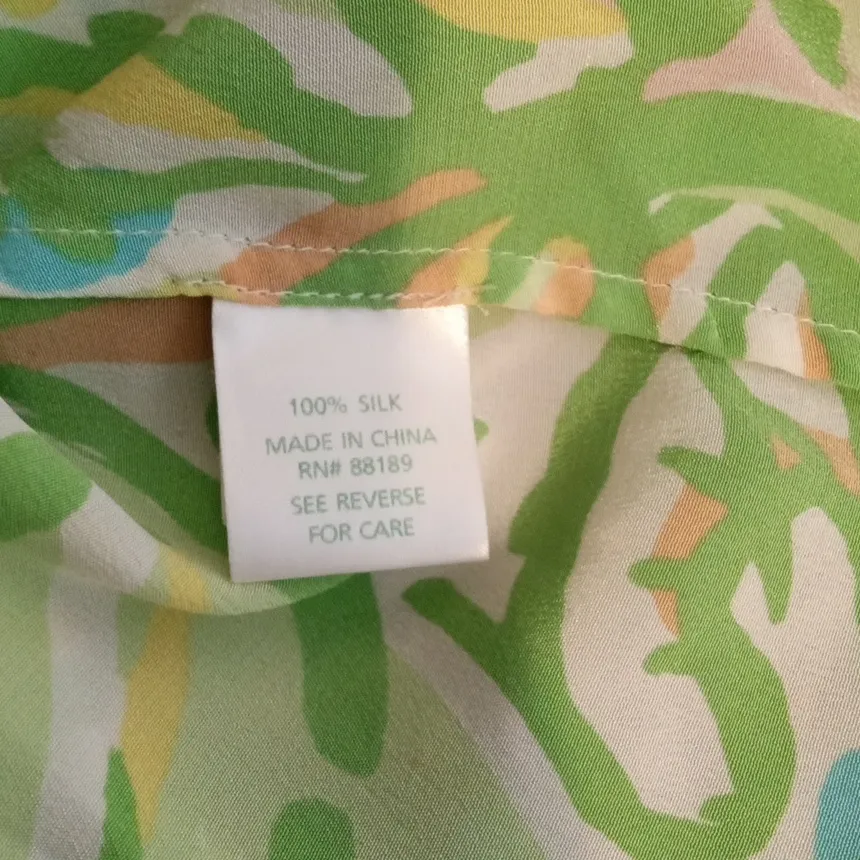 100% SILK
MADE IN CHINA
RN# 88189
SEE REVERSE
FOR CARE